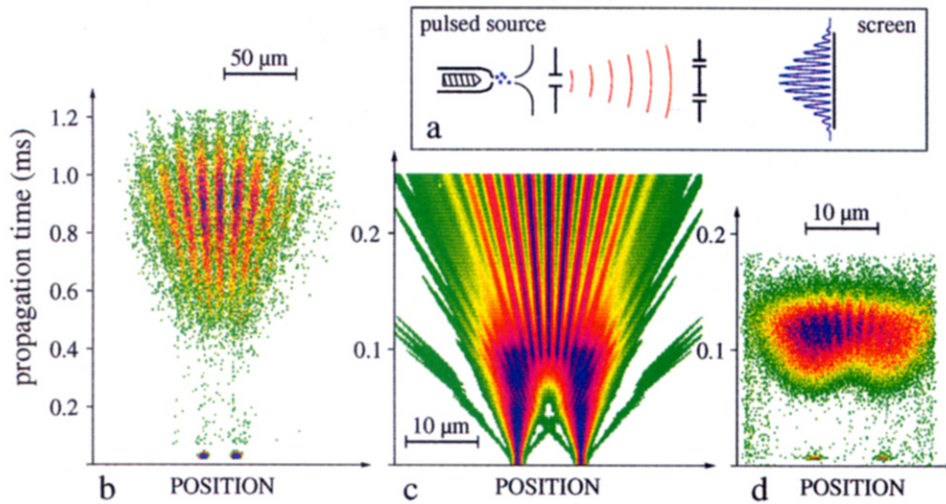 pulsed source
screen
a
50 μm
1.2
1.0
0.8
0.6
0.4
0.2
propagation time (ms)
b
POSITION
0.2
0.1
10 μm
c
POSITION
0.2
0.1
10 μm
d
POSITION